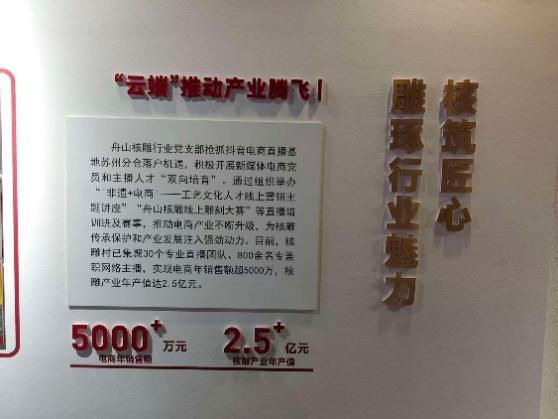 “云端”推动产业腾飞
舟山核雕行业党支部抢抓抖音电商直播基
地苏州分仓落户机遇，积极开展新媒体电商党
员和主播人才“双向培育”。通过组织举办
“‘非遗+电商’——工艺文化人才线上营销主
题讲座”“舟山核雕线上雕刻大赛”等直播培
训班及赛事，推动电商产业不断升级，为核雕
传承保护和产业发展注入强劲动力。目前，核
雕村已集聚30个专业直播团队、800余名专兼
职网络主播，实现电商年销售额超5000万，核
雕产业年产值达2.5亿元。
5000+万元
电商年销售额
2.5+亿元
核雕产业年产值
核筑匠心
雕琢行业魅力